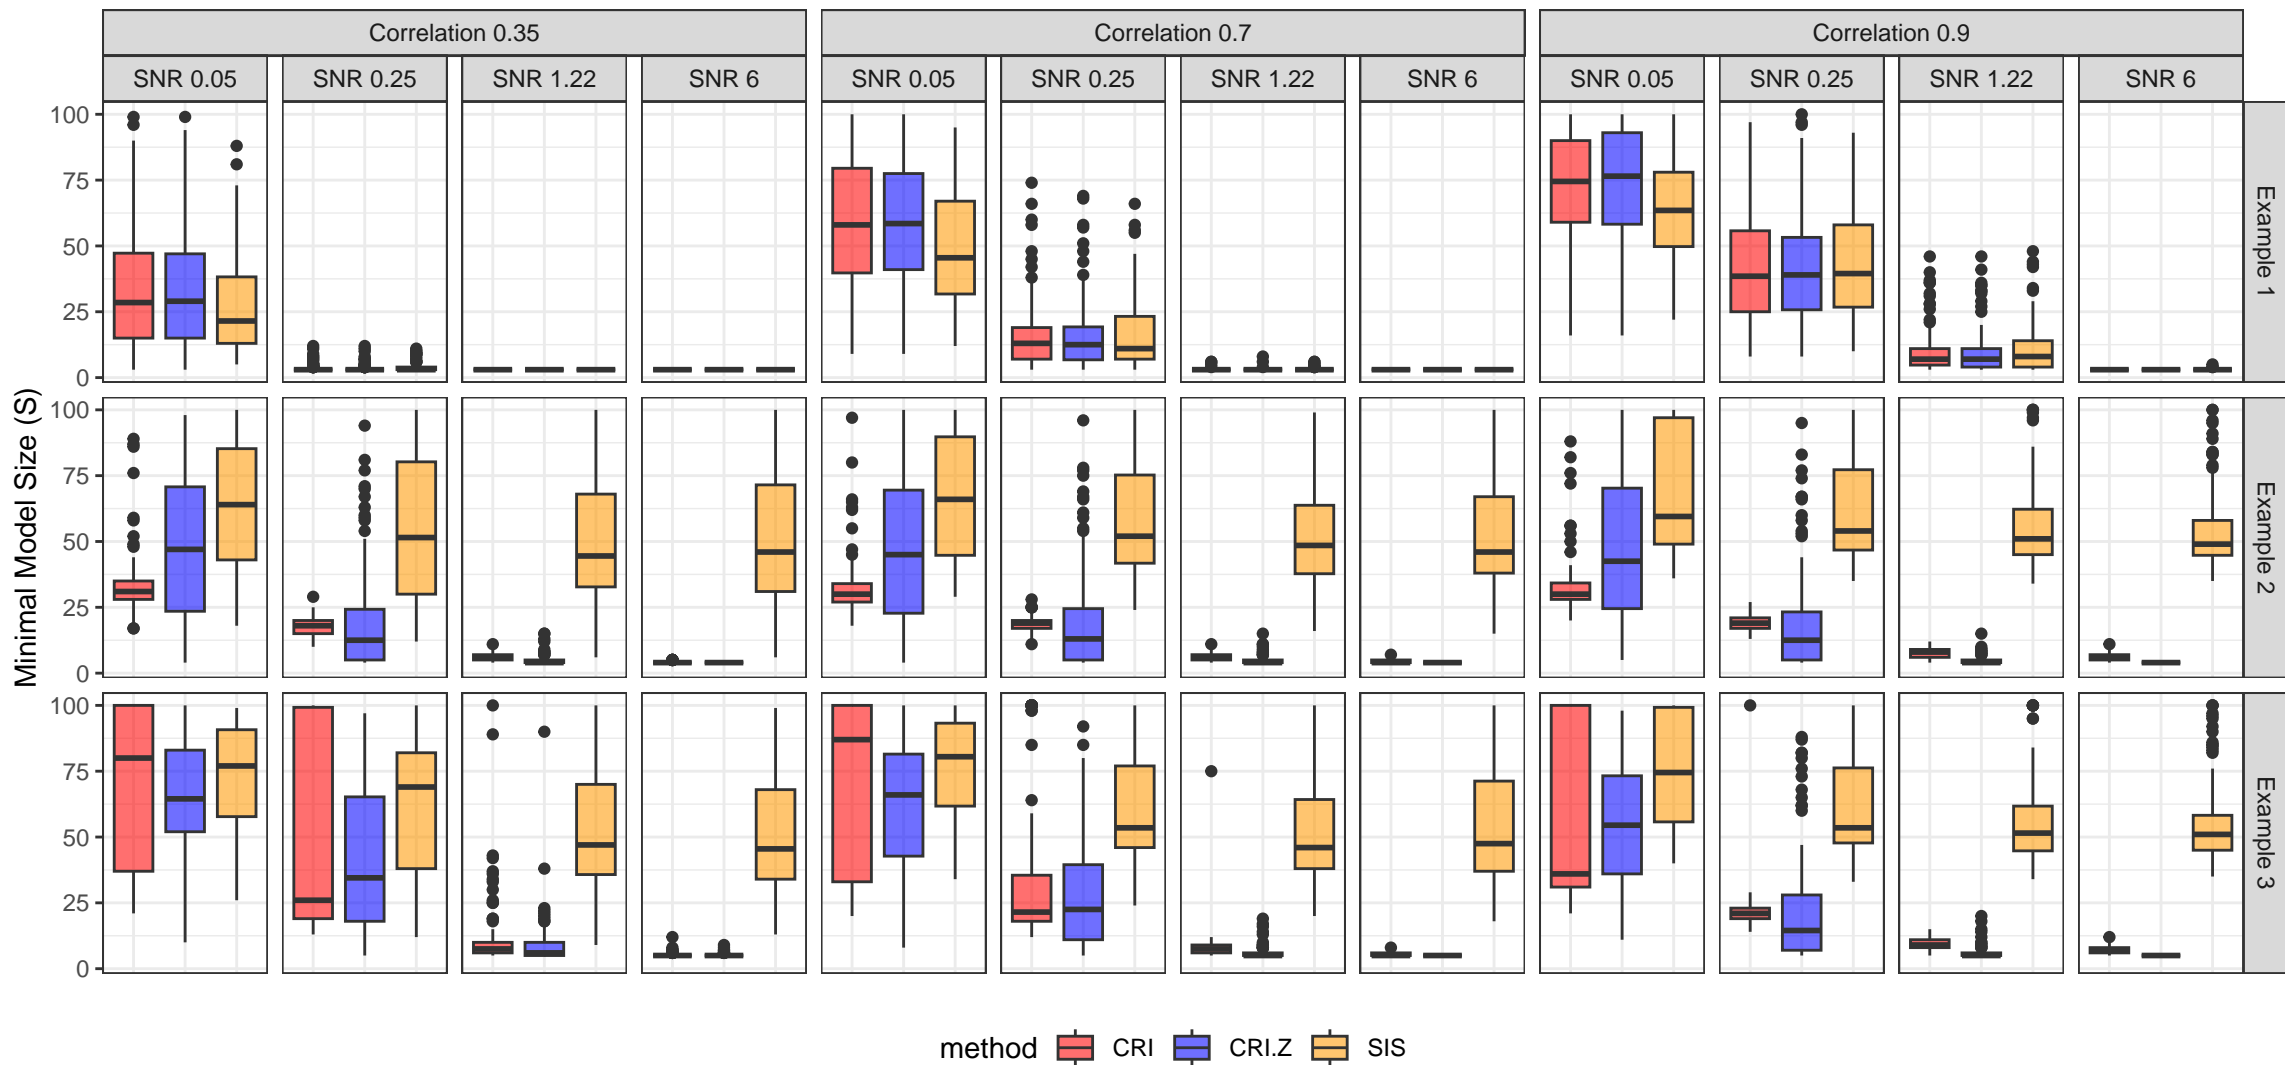 Correlation 0.35 Correlation 0.7 Correlation 0.9
SNR 0.05 SNR 0.25 SNR 1.22 SNR 6 SNR 0.05 SNR 0.25 SNR 1.22 SNR 6 SNR 0.05 SNR 0.25 SNR 1.22 SNR 6
Minimal Model Size (S)
100
75
50
25
0
Example 1
100
75
50
25
0
Example 2
100
75
50
25
0
Example 3
method CRI CRI.Z SIS